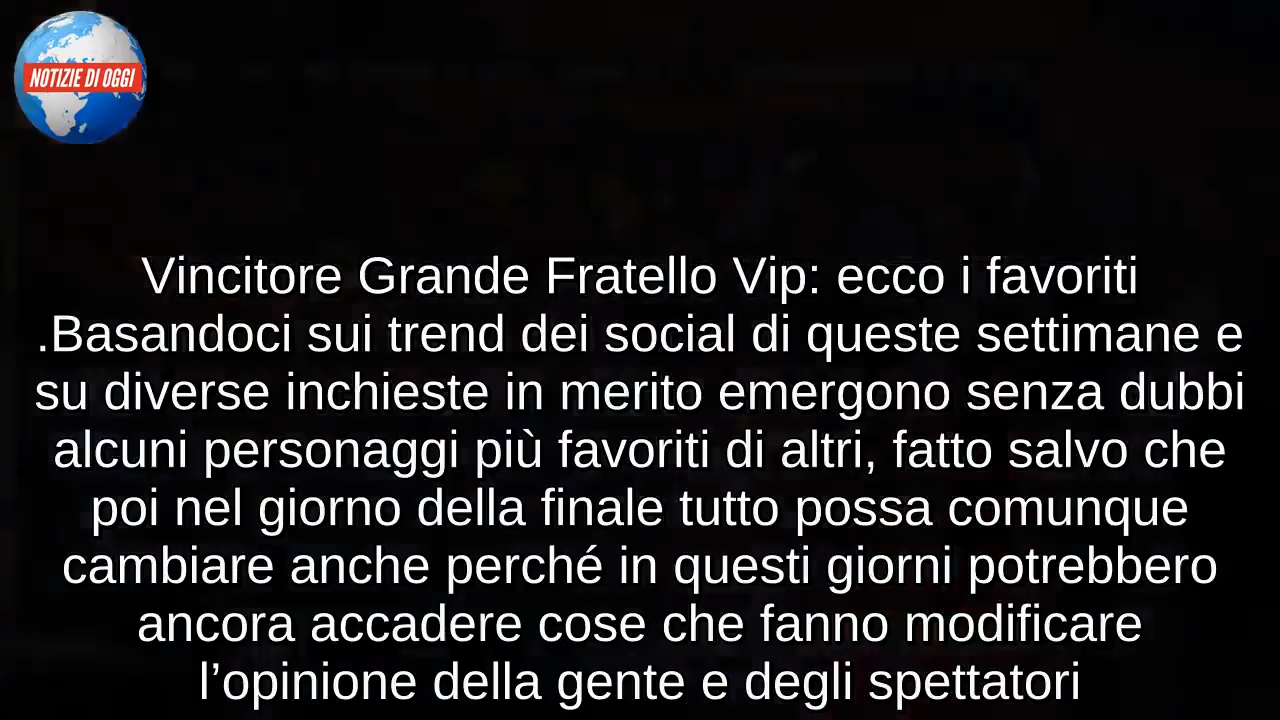 NOTIZIE DI OGGI
Vincitore Grande Fratello Vip: ecco i favoriti
.Basandoci sui trend dei social di queste settimane e
su diverse inchieste in merito emergono senza dubbi
alcuni personaggi più favoriti di altri, fatto salvo che
poi nel giorno della finale tutto possa comunque
cambiare anche perché in questi giorni potrebbero
ancora accadere cose che fanno modificare
l’opinione della gente e degli spettatori